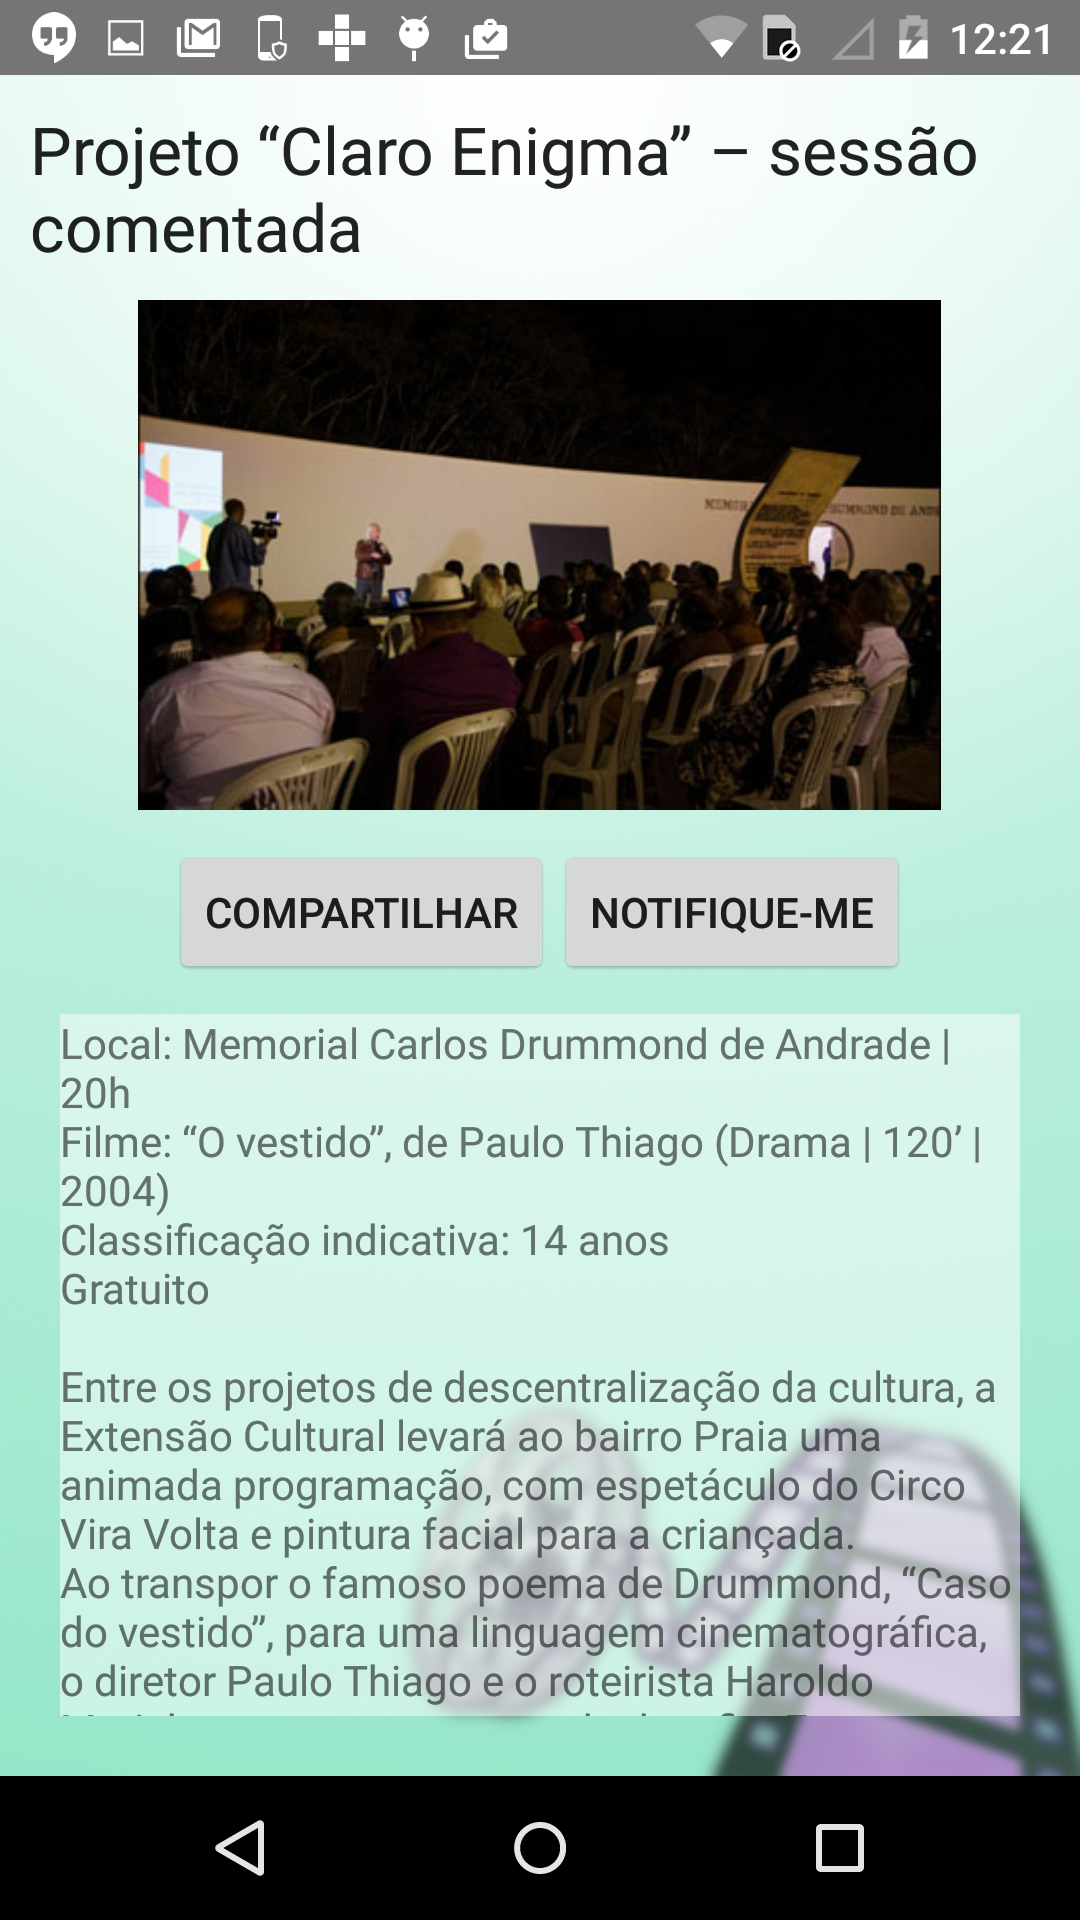 12:21
Projeto “Claro Enigma” – sessão
comentada
COMPARTILHAR
NOTIFIQUE-ME
Local: Memorial Carlos Drummond de Andrade |
20h
Filme: “O vestido”, de Paulo Thiago (Drama | 120’ |
2004)
Classificação indicativa: 14 anos
Gratuito
Entre os projetos de descentralização da cultura, a
Extensão Cultural levará ao bairro Praia uma
animada programação, com espetáculo do Circo
Vira Volta e pintura facial para a criançada.
Ao transpor o famoso poema de Drummond, “Caso
do vestido”, para uma linguagem cinematográfica,
o diretor Paulo Thiago e o roteirista Haroldo